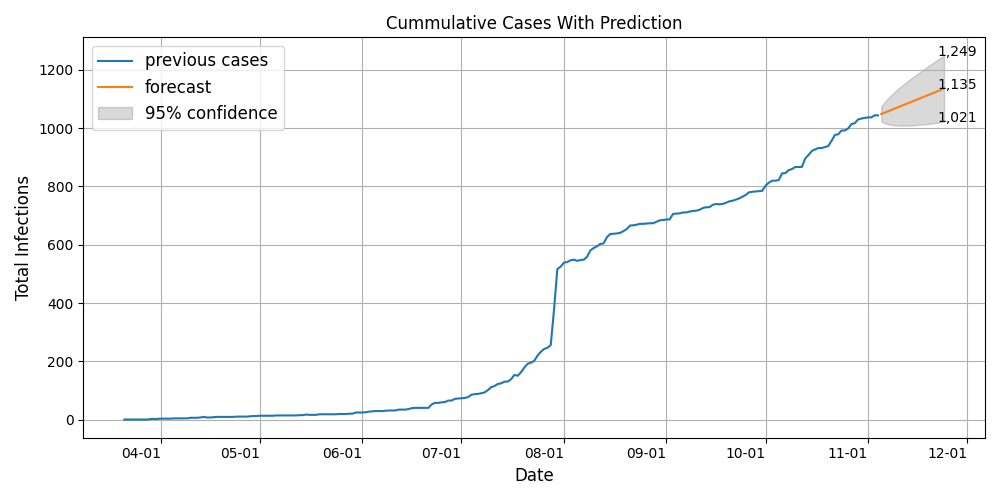 Cummulative Cases With Prediction
previous cases
forecast
95% confidence
1,249
1,135
1,021
Total Infections
1200
1000
800
600
400
200
0
04-01 05-01 06-01 07-01 08-01 09-01 10-01 11-01 12-01
Date